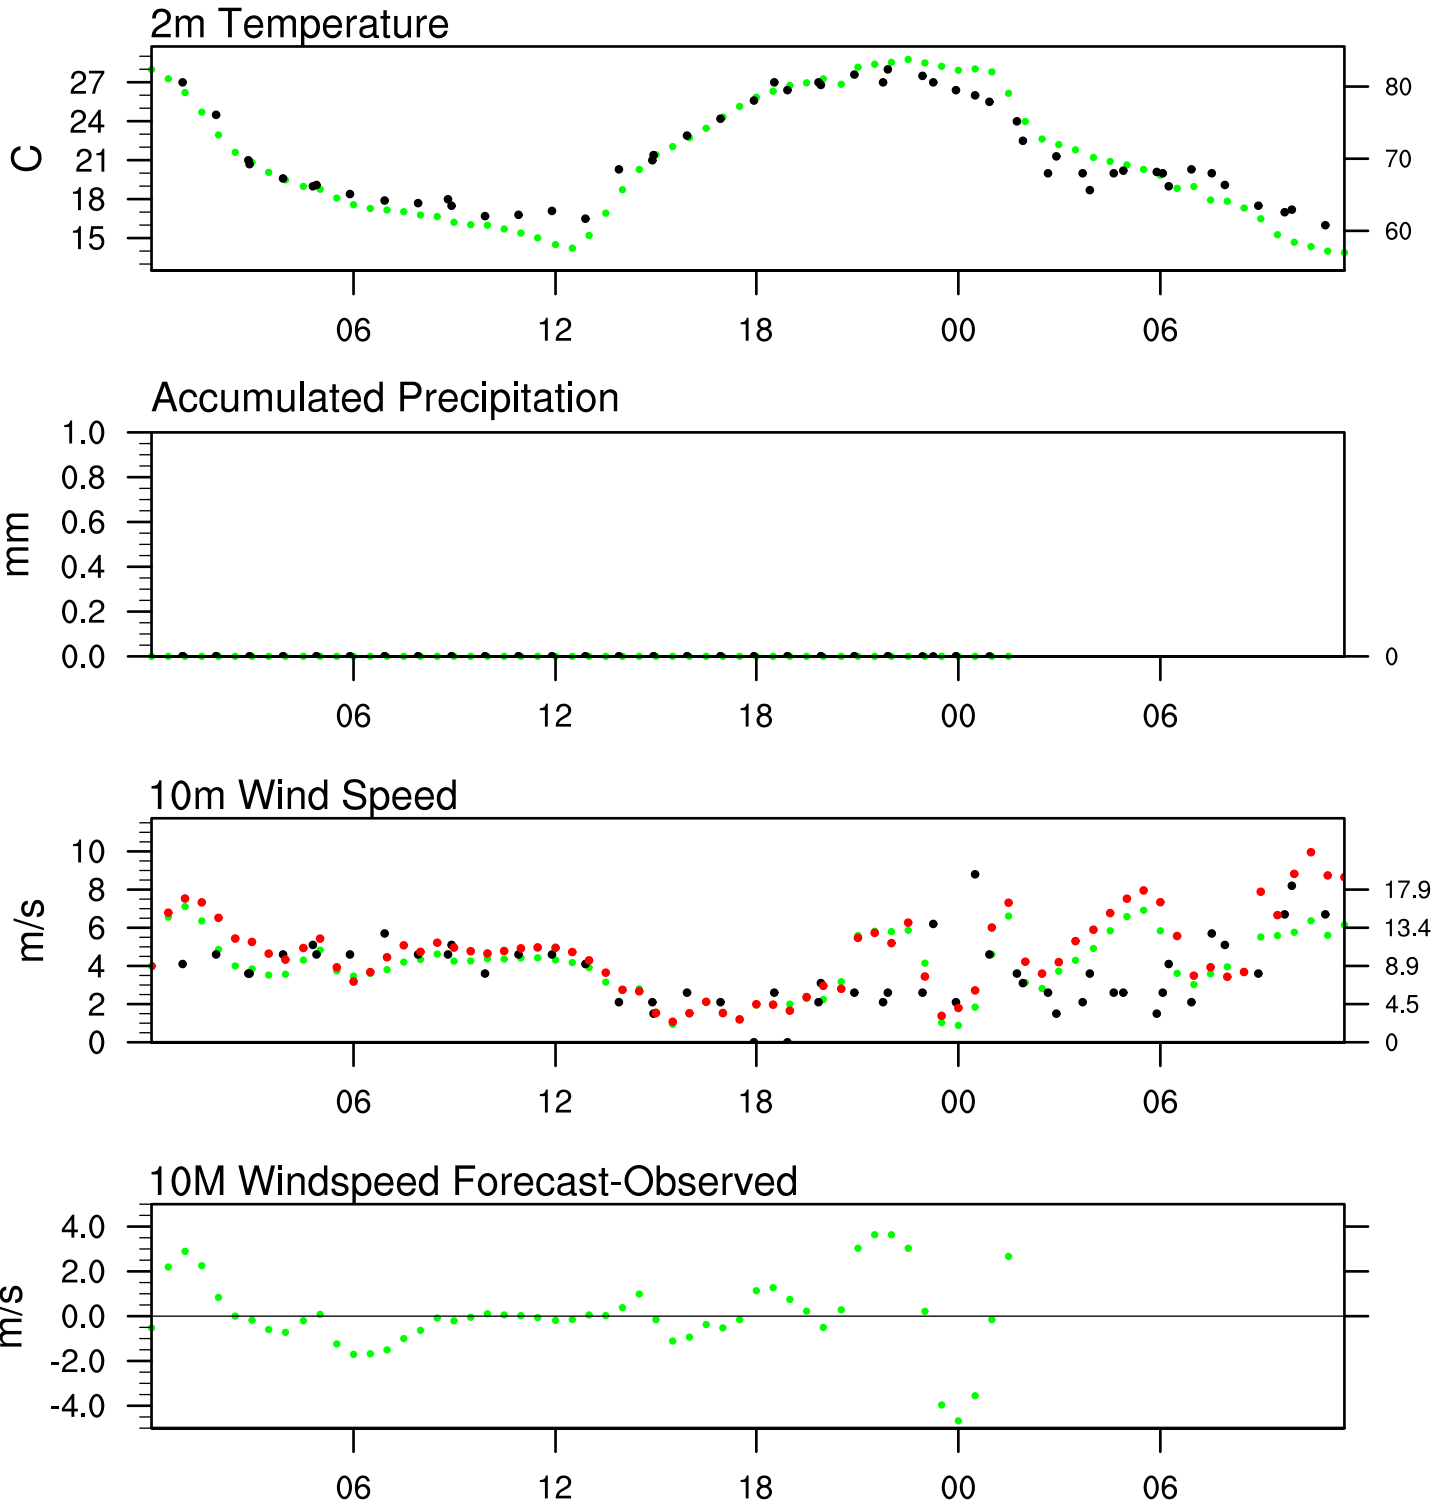 2m Temperature
27
24
21
18
15
C
80
70
60
06 12 18 00 06
Accumulated Precipitation
1.0
0.8
0.6
0.4
0.2
0.0
mm
0
06 12 18 00 06
10m Wind Speed
10
8
6
4
2
0
m/s
17.9
13.4
8.9
4.5
0
06 12 18 00 06
10M Windspeed Forecast-Observed
4.0
2.0
0.0
-2.0
-4.0
m/s
06 12 18 00 06